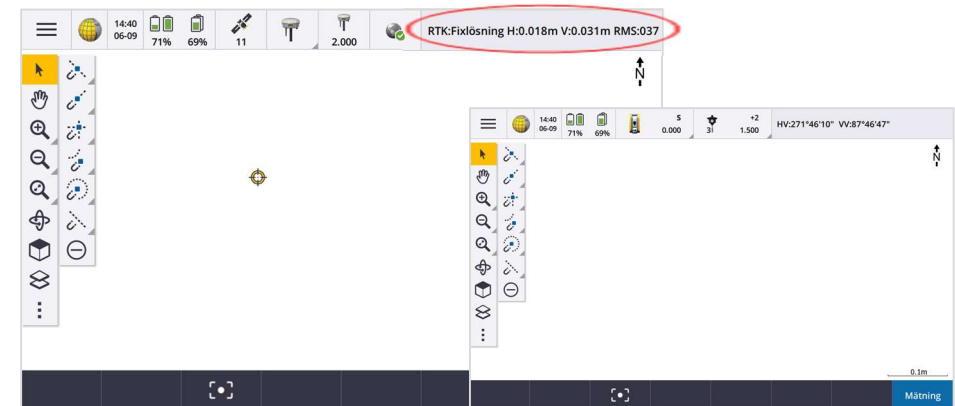 14:40
06-09
71%
69%
11
2.000
RTK:Fixlösning H:0.018m V:0.031m RMS:037
N
14:40
06-09
71%
69%
S
0.000
3I
+2
1.500
HV:271°46'10" VV:87°46'47"
N
0.1m
Mätning